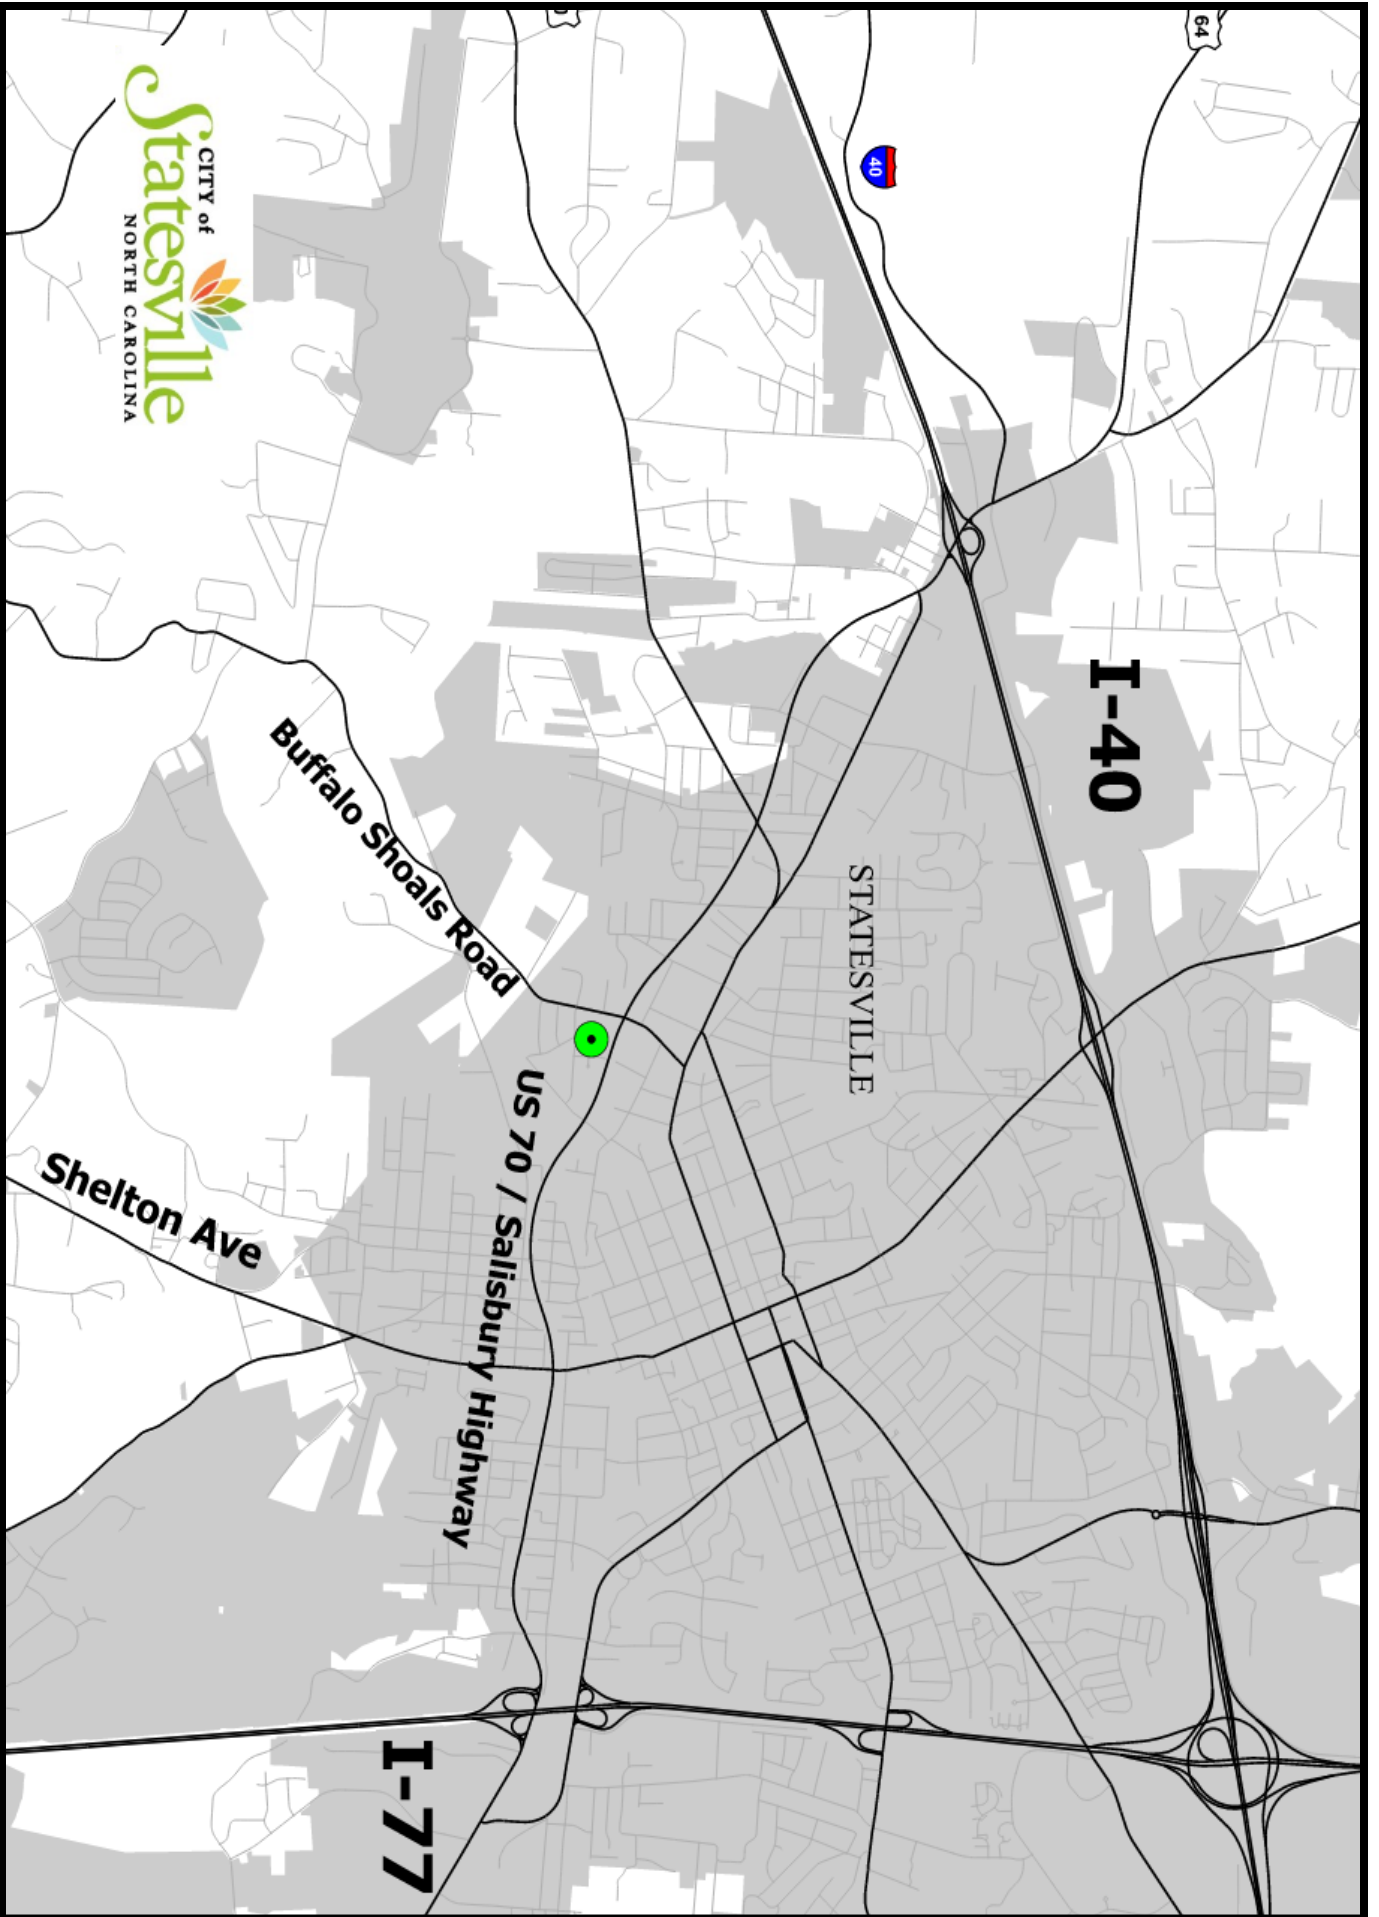 64
40
CITY of
Statesville
NORTH CAROLINA
I-40
STATESVILLE
Buffalo Shoals Road
US 70 / Salisbury Highway
Shelton Ave
I-77